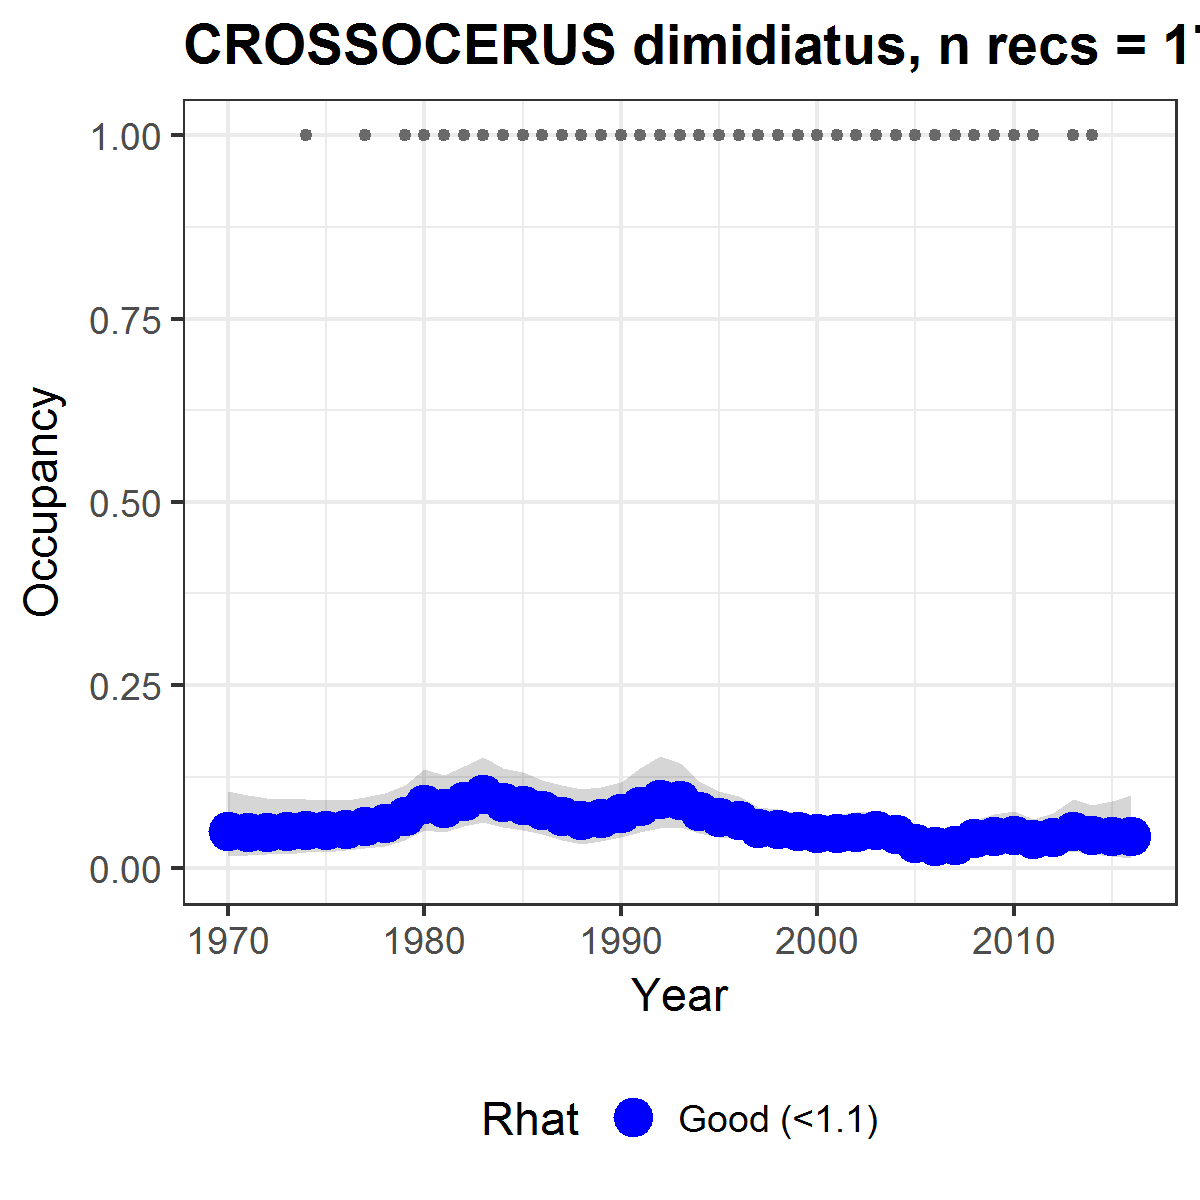 CROSSOCERUS dimidiatus, n recs = 1
1.00
0.75
0.50
0.25
0.00
Occupancy
1970 1980 1990 2000 2010
Year
Rhat Good (<1.1)